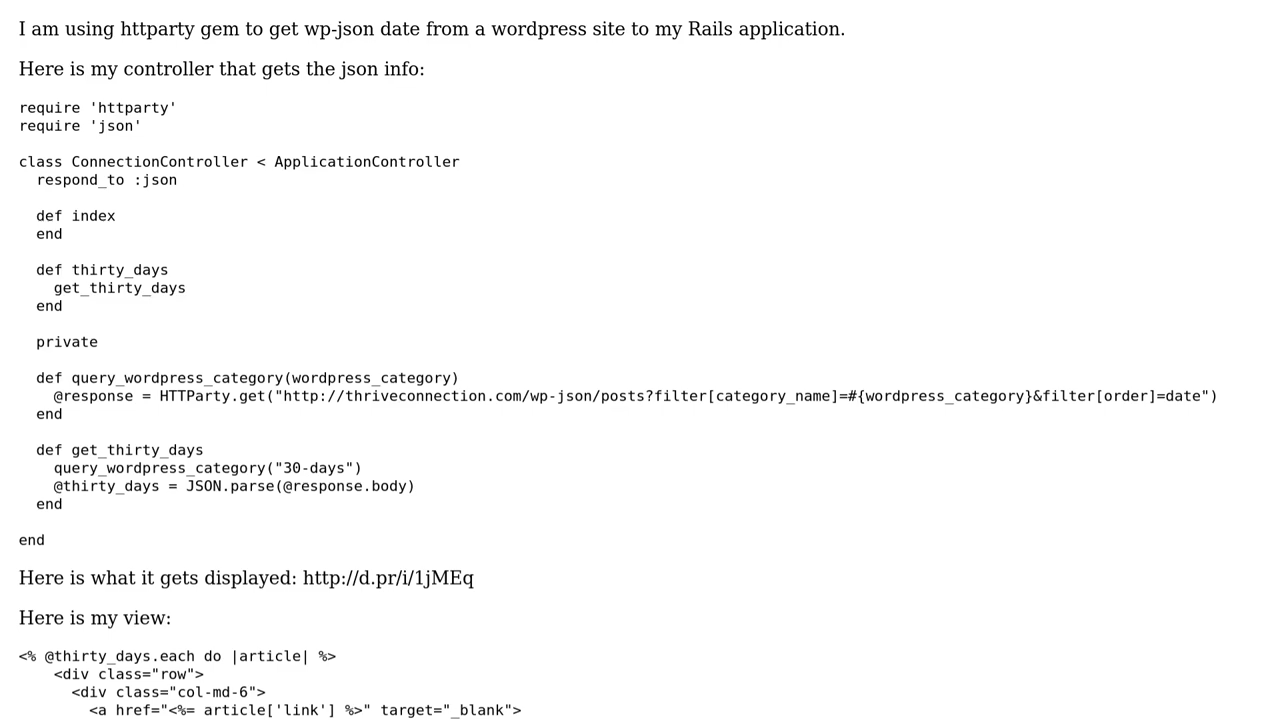 I am using httparty gem to get wp-json date from a wordpress site to my Rails application.
Here is my controller that gets the json info:
require 'httparty'
require 'json'
class ConnectionController < ApplicationController
  respond_to :json
  def index
  end
  def thirty_days
    get_thirty_days
  end
  private
  def query_wordpress_category(wordpress_category)
    @response = HTTParty.get("http://thriveconnection.com/wp-json/posts?filter[category_name]=#{wordpress_category}&filter[order]=date")
  end
  def get_thirty_days
    query_wordpress_category("30-days")
    @thirty_days = JSON.parse(@response.body)
  end
end
Here is what it gets displayed: http://d.pr/i/1jMEq
Here is my view:
<% @thirty_days.each do |article| %>
    <div class="row">
      <div class="col-md-6">
        <a href="<%= article['link'] %>" target="_blank">